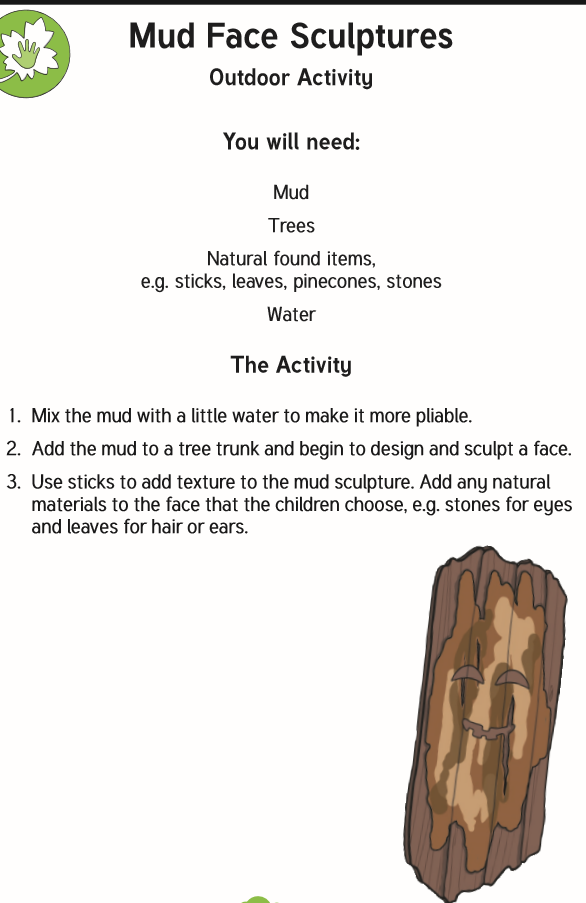 Mud Face Sculptures
Outdoor Activity
You will need:
Mud
Trees
Natural found items,
e.g. sticks, leaves, pinecones, stones
Water
The Activity
1. Mix the mud with a little water to make it more pliable.
2. Add the mud to a tree trunk and begin to design and sculpt a face.
3. Use sticks to add texture to the mud sculpture. Add any natural
materials to the face that the children choose, e.g. stones for eyes
and leaves for hair or ears.